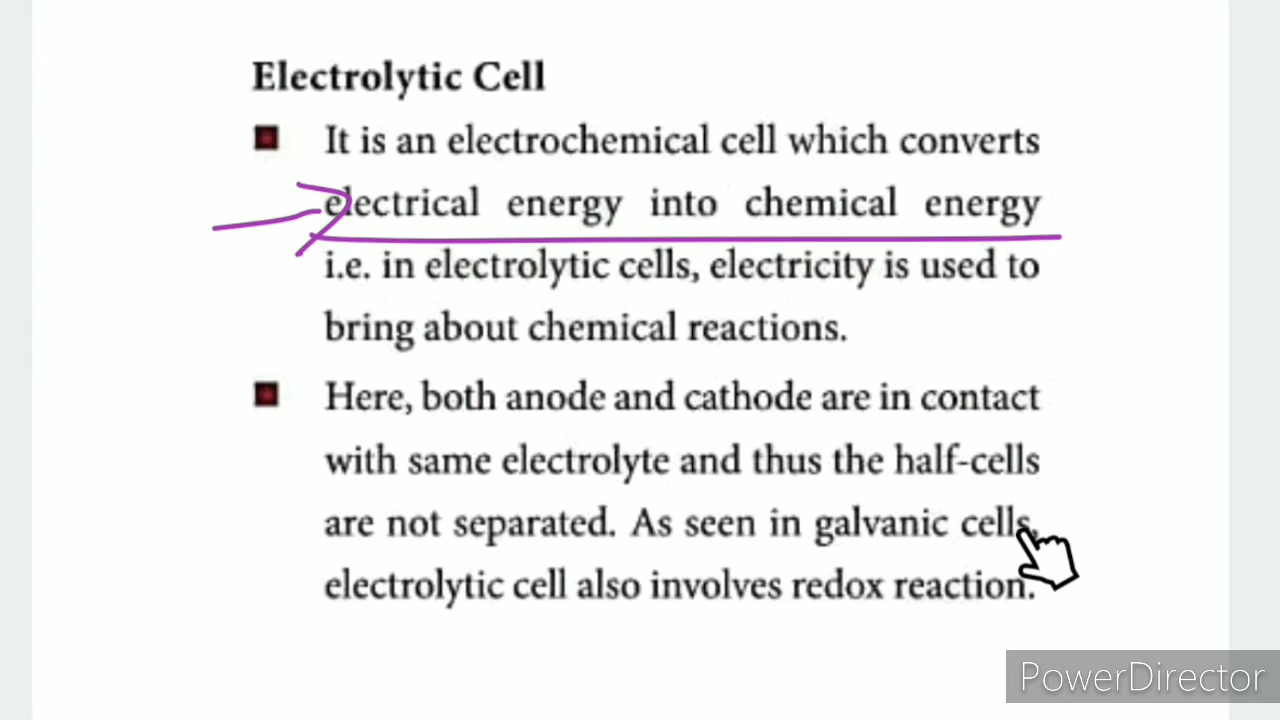 Electrolytic Cell
It is an electrochemical cell which converts
electrical energy into chemical energy
i.e. in electrolytic cells, electricity is used to
bring about chemical reactions.
Here, both anode and cathode are in contact
with same electrolyte and thus the half-cells
are not separated. As seen in galvanic cells,
electrolytic cell also involves redox reaction.
PowerDirector